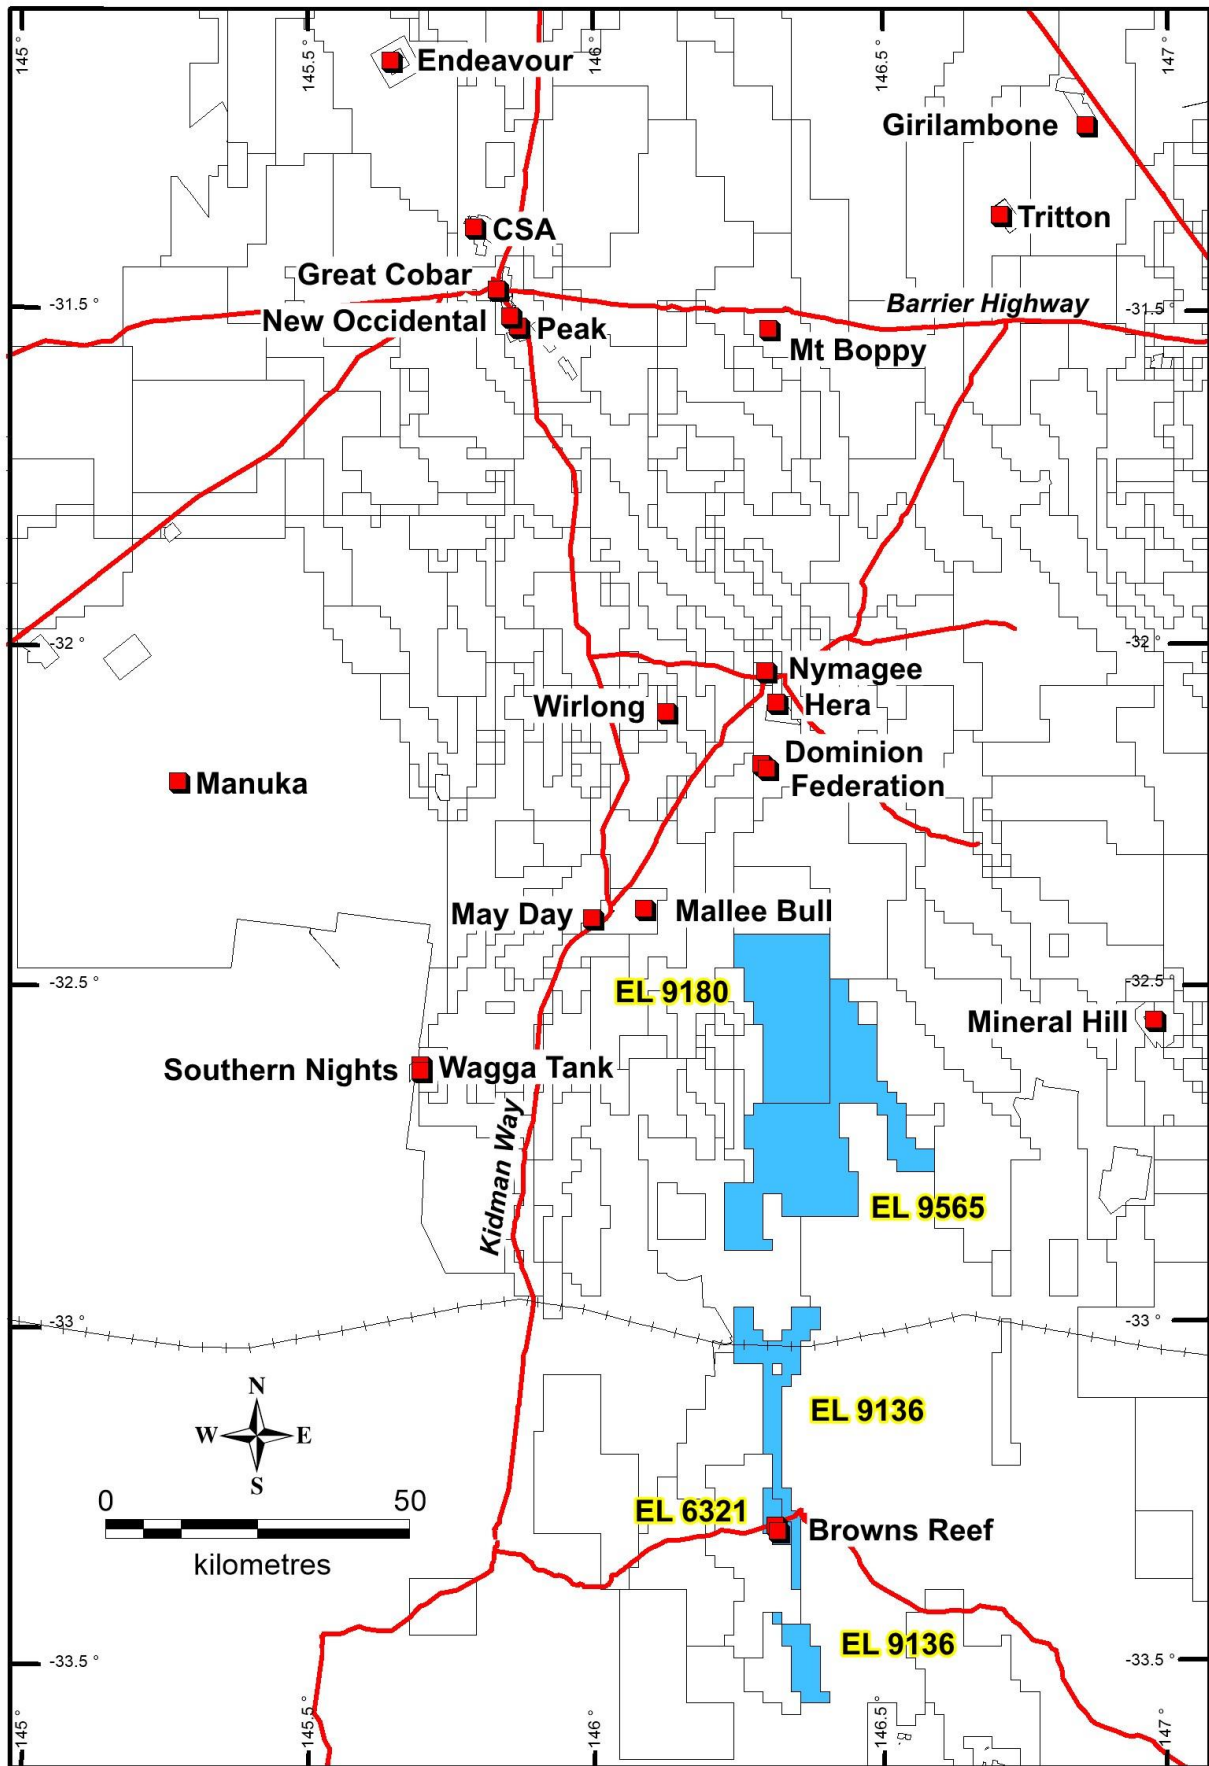 145 °
145.5 °
146 °
146.5 °
147 °
Endeavour
Girilambone
Tritton
CSA
Great Cobar
-31.5 °
Barrier Highway
-31.5 °
New Occidental
Peak
Mt Boppy
-32 °
-32 °
Nymagee
Wirlong
Hera
Dominion
Manuka
Federation
May Day
Mallee Bull
-32.5 °
EL 9180
-32.5 °
Mineral Hill
Southern Nights
Wagga Tank
Kidman Way
EL 9565
-33 °
-33 °
N
W
E
S
EL 9136
0
50
kilometres
EL 6321
Browns Reef
EL 9136
-33.5 °
-33.5 °
145 °
145.5 °
146 °
146.5 °
147 °